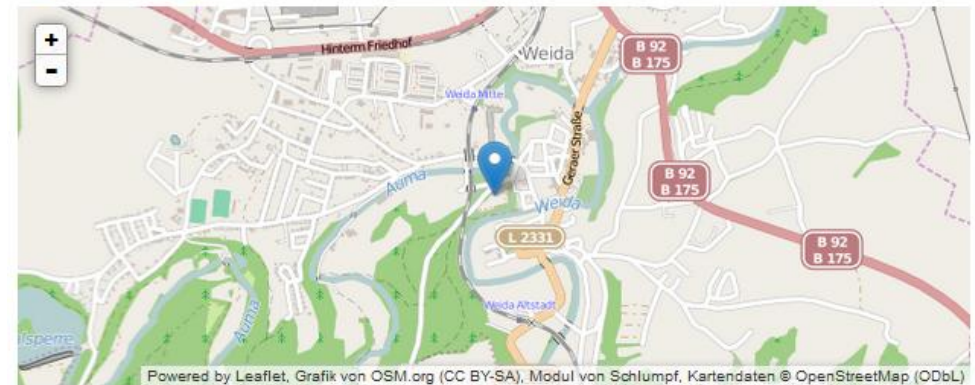 +
-
Hinterm Friedhof
Weida
B 92
B 175
Weida Mitte
Geraer Straße
B 92
B 175
Auma
Weida
L 2331
B 92
B 175
Auma
Weida Altstadt
alsperre
Powered by Leaflet, Grafik von OSM.org (CC BY-SA), Modul von Schlumpf, Kartendaten © OpenStreetMap (ODbL)